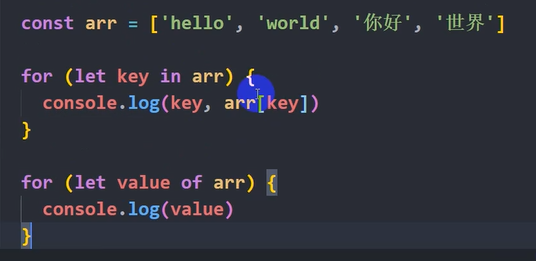 const arr = ['hello', 'world', '你好', '世界']
for (let key in arr) {
console.log(key, arr[key])
}
for (let value of arr) {
console.log(value)
}